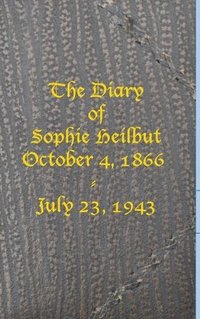 The Diary
of
Sophie Heilbut
October 4, 1866
-
July 23, 1943